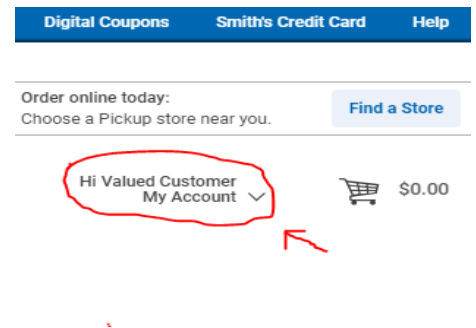 Digital Coupons Smith's Credit Card Help
Order online today:
Choose a Pickup store near you.
Find a Store
Hi Valued Customer
My Account
$0.00